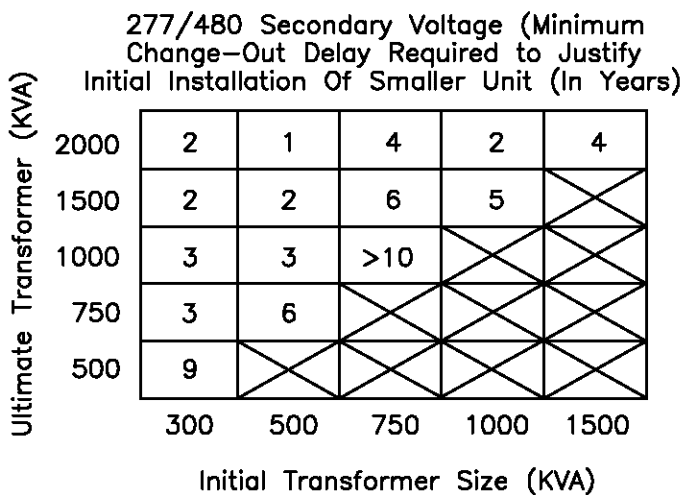 277/480 Secondary Voltage (Minimum
Change-Out Delay Required to Justify
Initial Installation Of Smaller Unit (In Years)
Ultimate Transformer (KVA)
2000 2 1 4 2 4
1500 2 2 6 5
1000 3 3 >10
750 3 6
500 9
300 500 750 1000 1500
Initial Transformer Size (KVA)